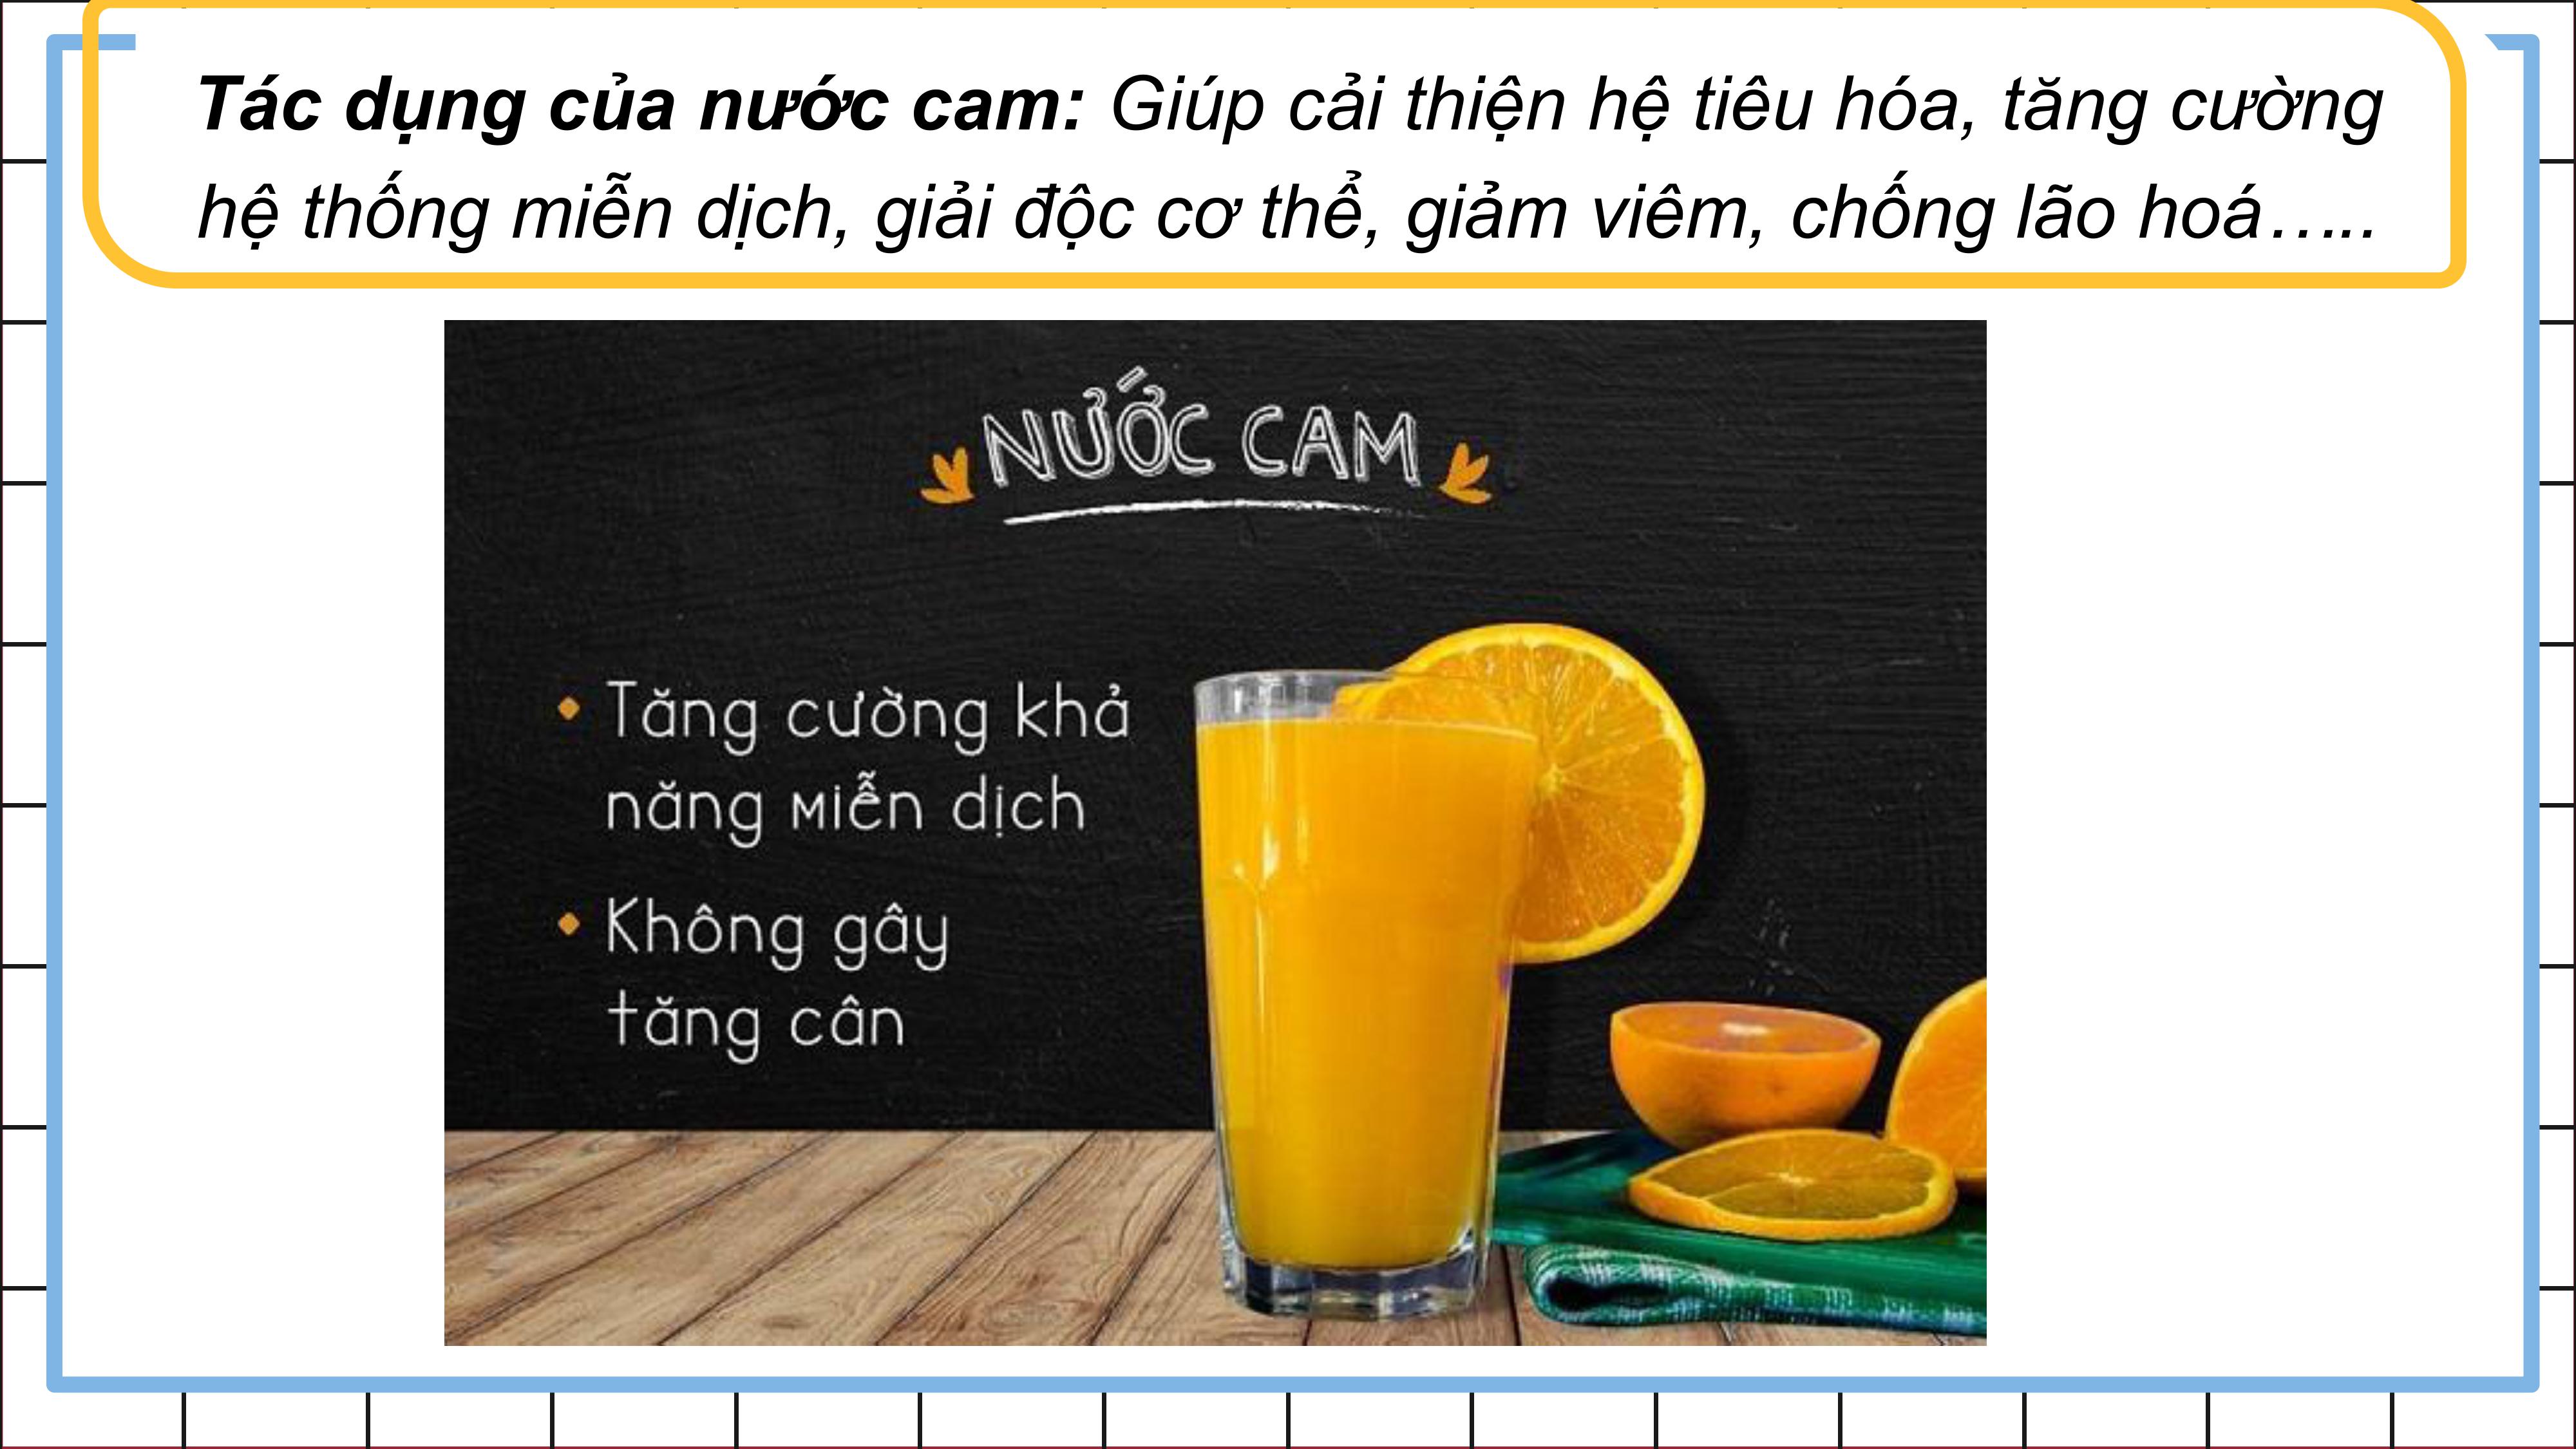 Tác dụng của nước cam: Giúp cải thiện hệ tiêu hóa, tăng cường
hệ thống miễn dịch, giải độc cơ thể, giảm viêm, chống lão hoá…..
NƯỚC CAM
• Tăng cường khả
năng miễn dịch
• Không gây
tăng cân